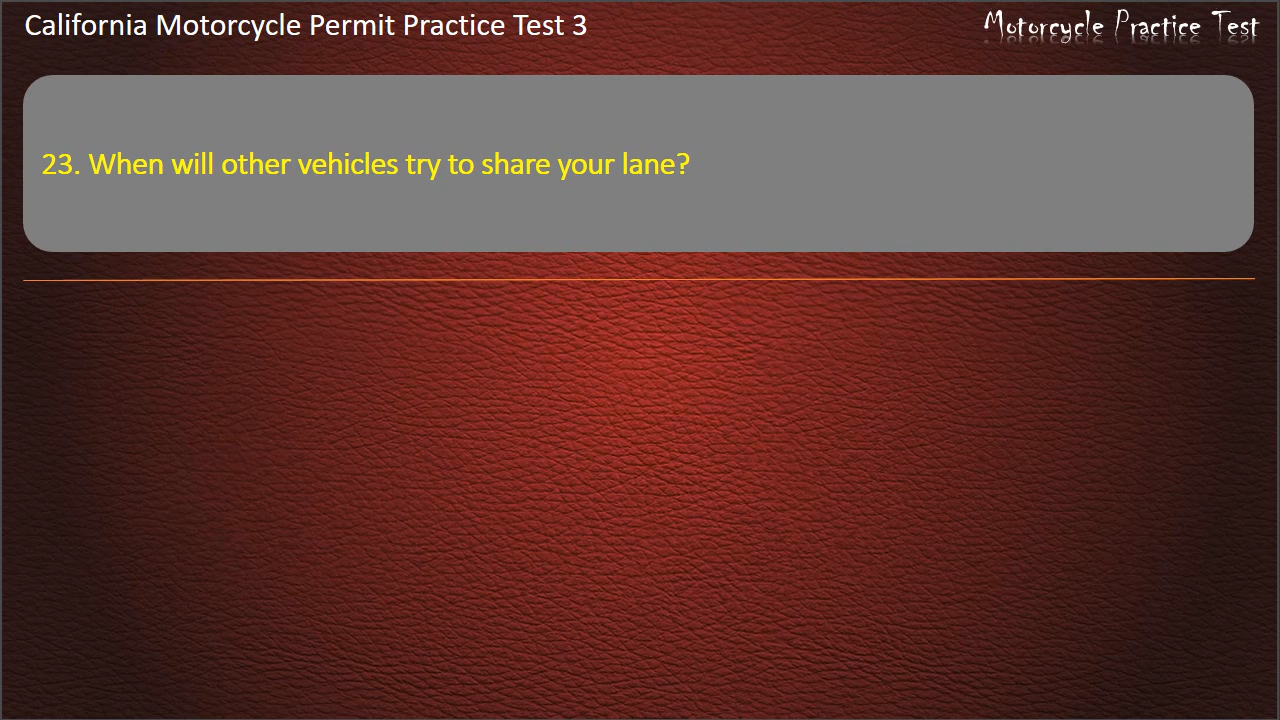 California Motorcycle Permit Practice Test 3
Motorcycle Practice Test
23. When will other vehicles try to share your lane?